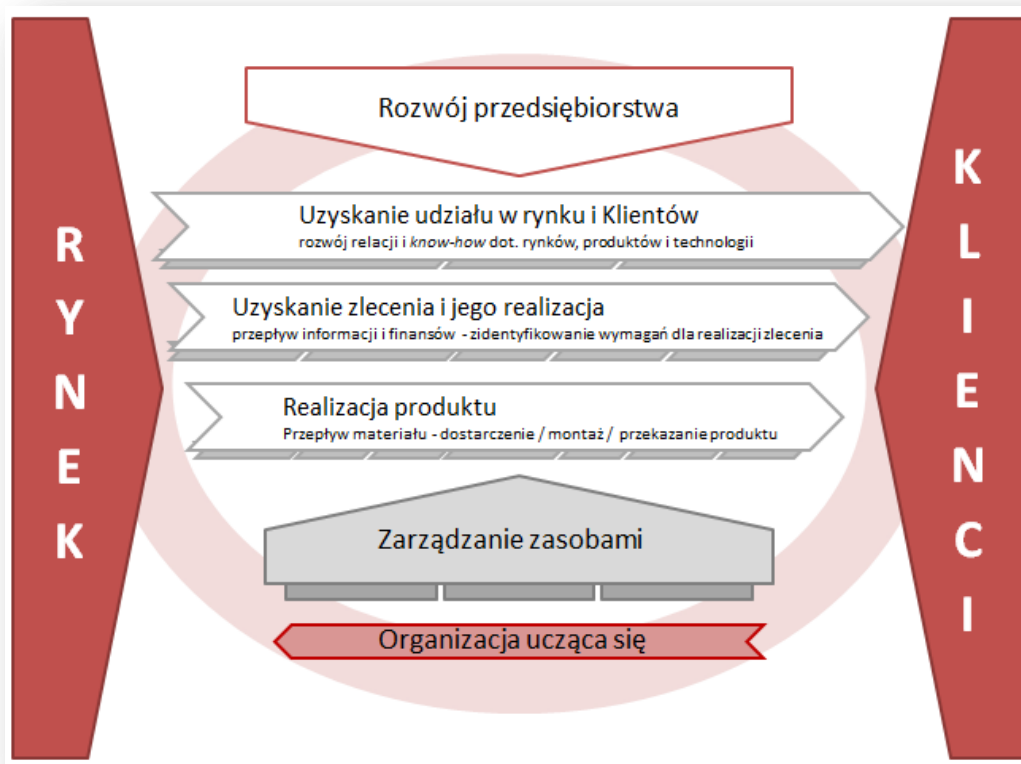 RYNEK
Rozwój przedsiębiorstwa
Uzyskanie udziału w rynku i Klientów
rozwój relacji i know-how dot. rynków, produktów i technologii
Uzyskanie zlecenia i jego realizacja
przepływ informacji i finansów - zidentyfikowanie wymagań dla realizacji zlecenia
Realizacja produktu
Przepływ materiału - dostarczenie / montaż / przekazanie produktu
Zarządzanie zasobami
Organizacja ucząca się
KLIENCI